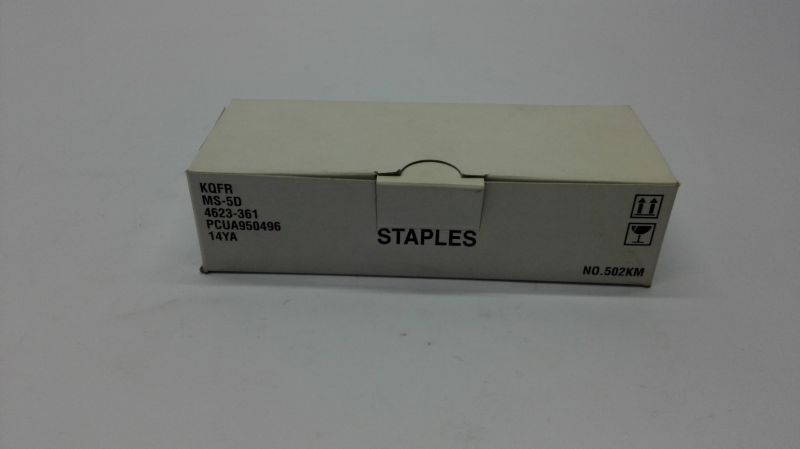 KQFR
MS-5D
4623-361
PCUA950496
14YA
STAPLES
NO.502KM